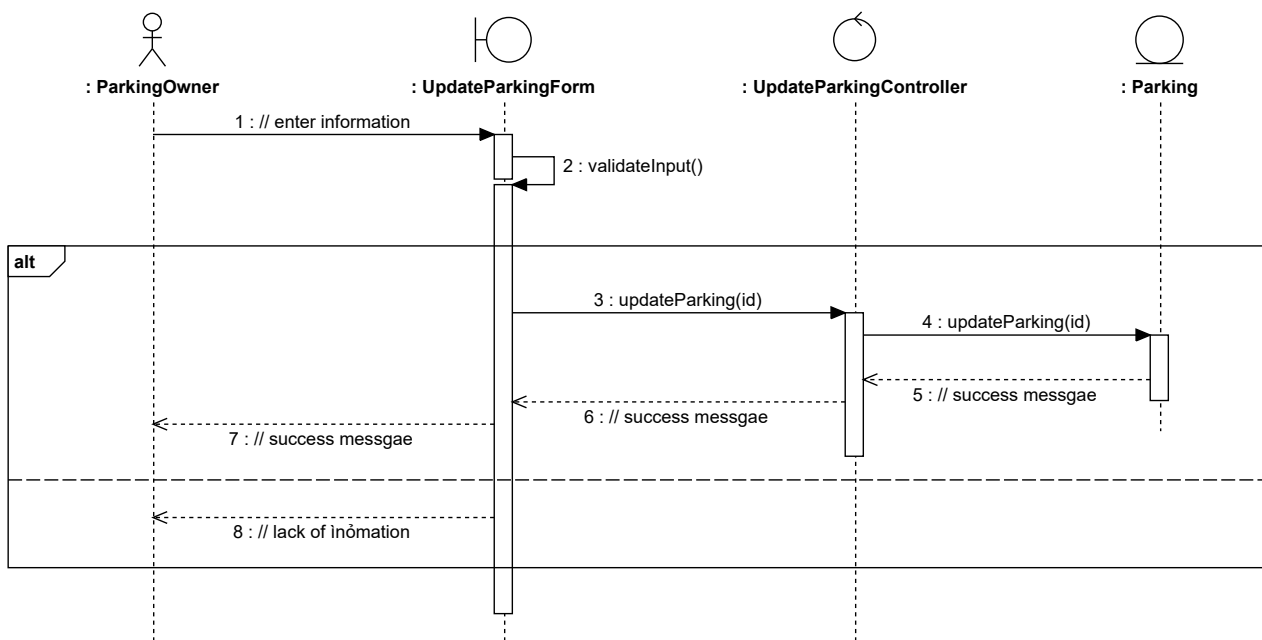 : ParkingOwner
: UpdateParkingForm
: UpdateParkingController
: Parking
1 : // enter information
2 : validateInput()
alt
3 : updateParking(id)
4 : updateParking(id)
5 : // success messgae
6 : // success messgae
7 : // success messgae
8 : // lack of ìnỏmation